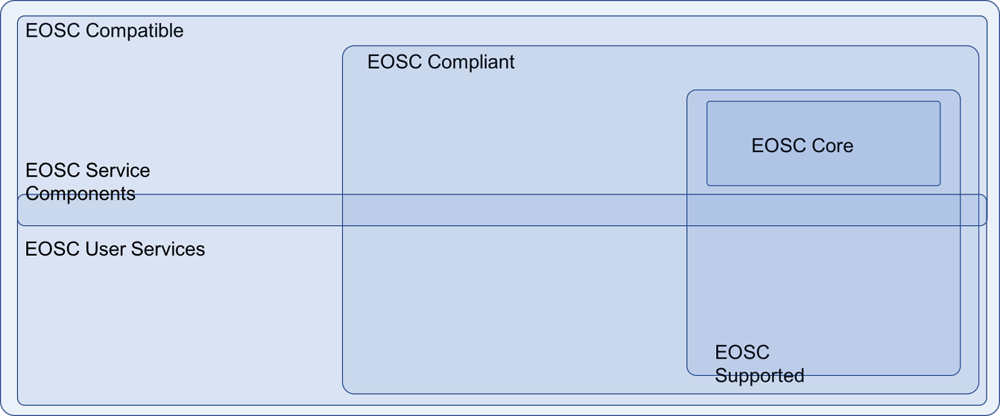 EOSC Compatible
EOSC Compliant
EOSC Core
EOSC Service
Components
EOSC User Services
EOSC
Supported